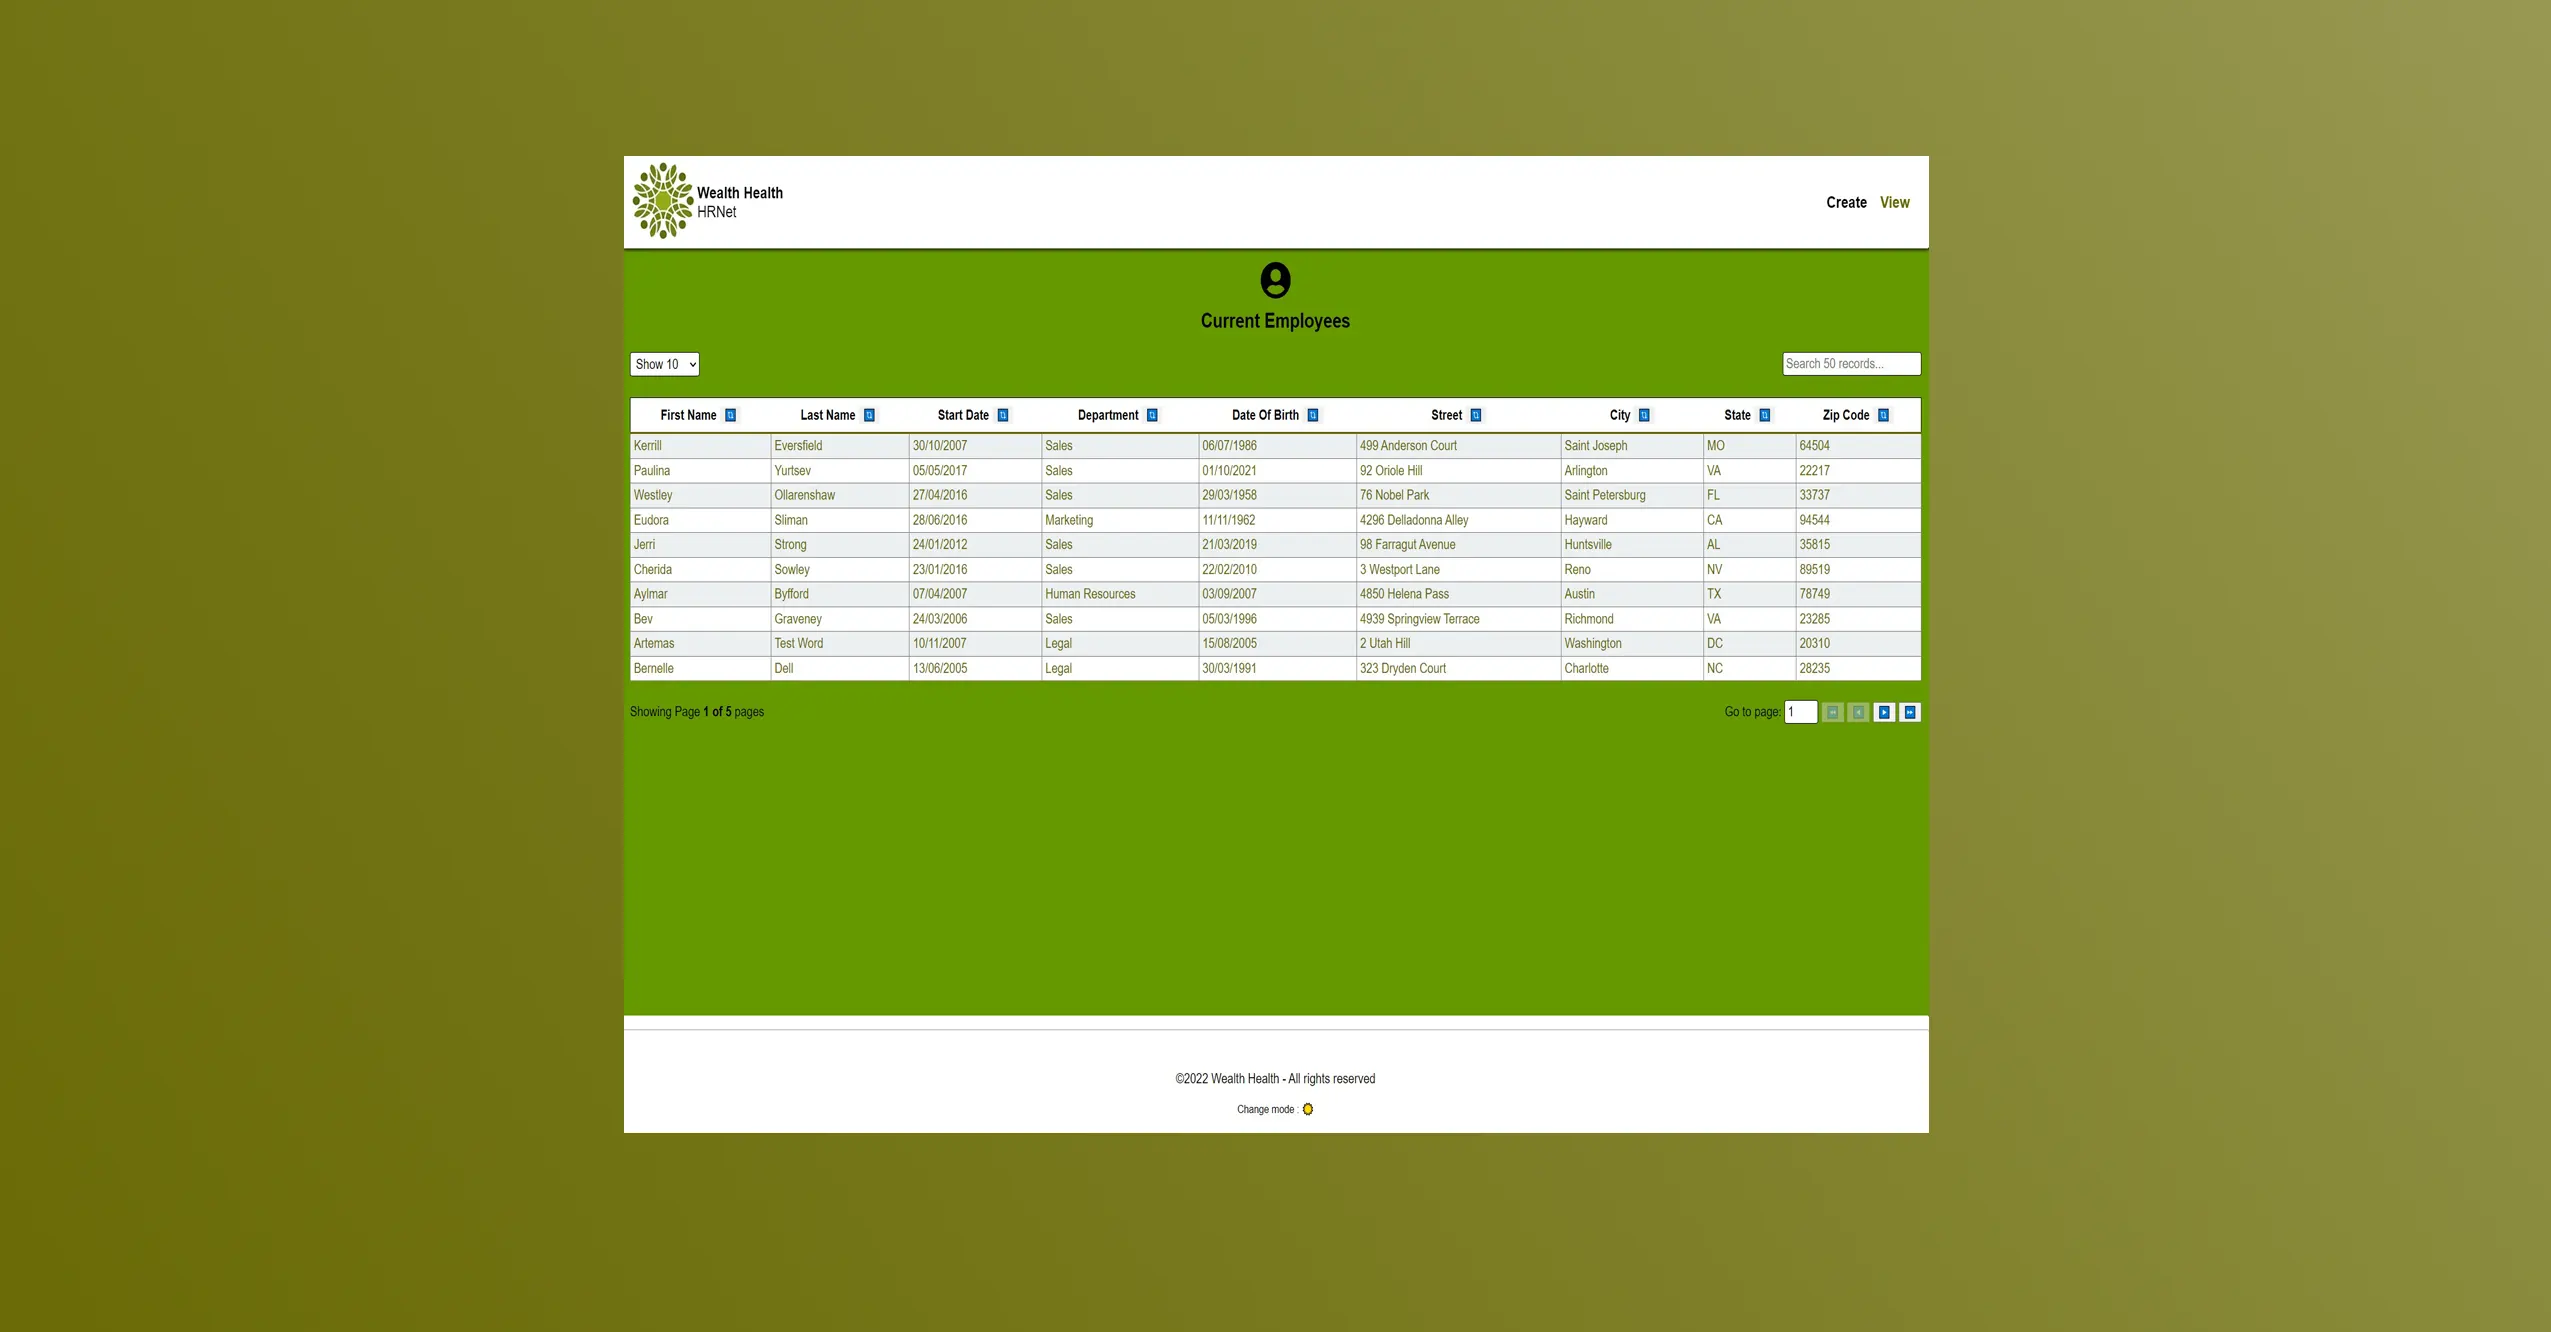 Wealth Health
HRNet
Create View
Current Employees
Show 10
Search 50 records...
First Name Last Name Start Date Department Date Of Birth Street City State Zip Code
Kerrill Eversfield 30/10/2007 Sales 06/07/1986 499 Anderson Court Saint Joseph MO 64504
Paulina Yurtsev 05/05/2017 Sales 01/10/2021 92 Oriole Hill Arlington VA 22217
Westley Ollarenshaw 27/04/2016 Sales 29/03/1958 76 Nobel Park Saint Petersburg FL 33737
Eudora Sliman 28/06/2016 Marketing 11/11/1962 4296 Delladonna Alley Hayward CA 94544
Jerri Strong 24/01/2012 Sales 21/03/2019 98 Farragut Avenue Huntsville AL 35815
Cherida Sowley 23/01/2016 Sales 22/02/2010 3 Westport Lane Reno NV 89519
Aylmar Byfford 07/04/2007 Human Resources 03/09/2007 4850 Helena Pass Austin TX 78749
Bev Graveney 24/03/2006 Sales 05/03/1996 4939 Springview Terrace Richmond VA 23285
Artemas Test Word 10/11/2007 Legal 15/08/2005 2 Utah Hill Washington DC 20310
Bernelle Dell 13/06/2005 Legal 30/03/1991 323 Dryden Court Charlotte NC 28235
Showing Page 1 of 5 pages
Go to page: 1
©2022 Wealth Health - All rights reserved
Change mode :